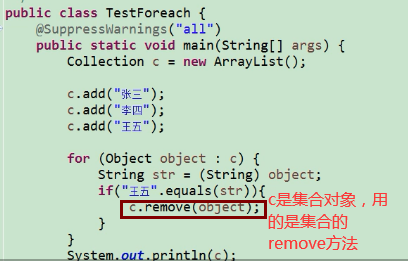 public class TestForeach {
@SuppressWarnings("all")
public static void main(String[] args) {
Collection c = new ArrayList();
c.add("张三");
c.add("李四");
c.add("王五");
for (Object object : c) {
String str = (String) object;
if("王五".equals(str)){
c.remove(object);
c是集合对象，用
的是集合的
remove方法
}
}
System.out.println(c);